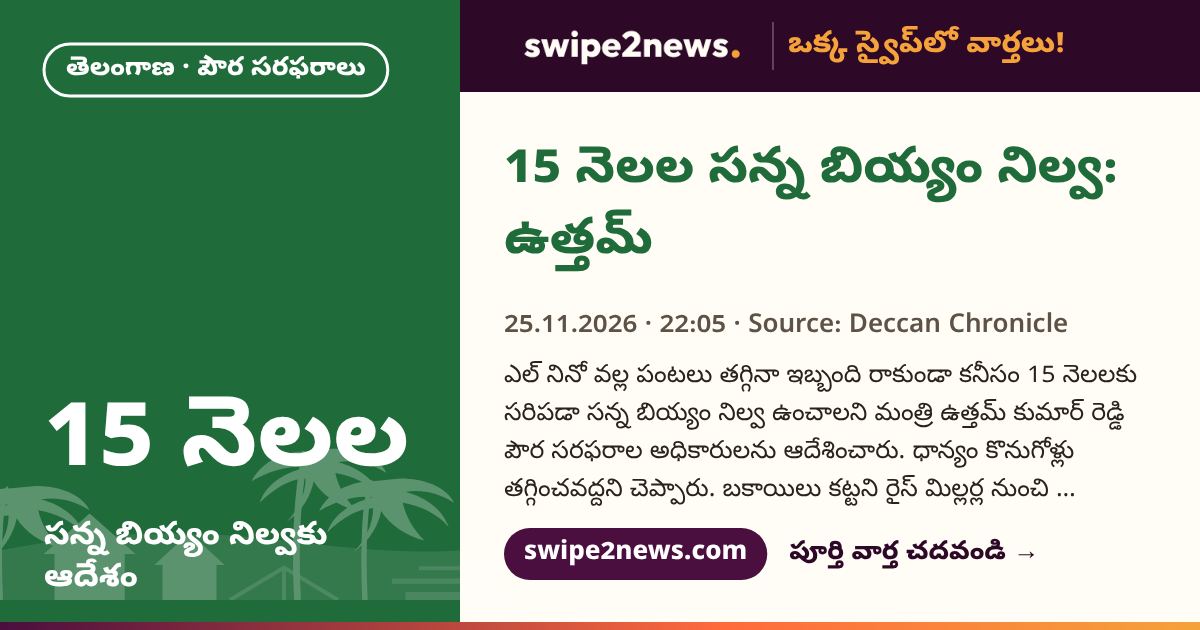 తెలంగాణ · పౌర సరఫరాలు
15 నెలల
సన్న బియ్యం నిల్వకు
ఆదేశం
swipe2news. ఒక్క స్వైప్‌లో వార్తలు!
15 నెలల సన్న బియ్యం నిల్వ:
ఉత్తమ్
25.11.2026 · 22:05 · Source: Deccan Chronicle
ఎల్ నినో వల్ల పంటలు తగ్గినా ఇబ్బంది రాకుండా కనీసం 15 నెలలకు
సరిపడా సన్న బియ్యం నిల్వ ఉంచాలని మంత్రి ఉత్తమ్ కుమార్ రెడ్డి
పౌర సరఫరాల అధికారులను ఆదేశించారు. ధాన్యం కొనుగోళ్లు
తగ్గించవద్దని చెప్పారు. బకాయిలు కట్టని రైస్ మిల్లర్ల నుంచి ...
swipe2news.com పూర్తి వార్త చదవండి →